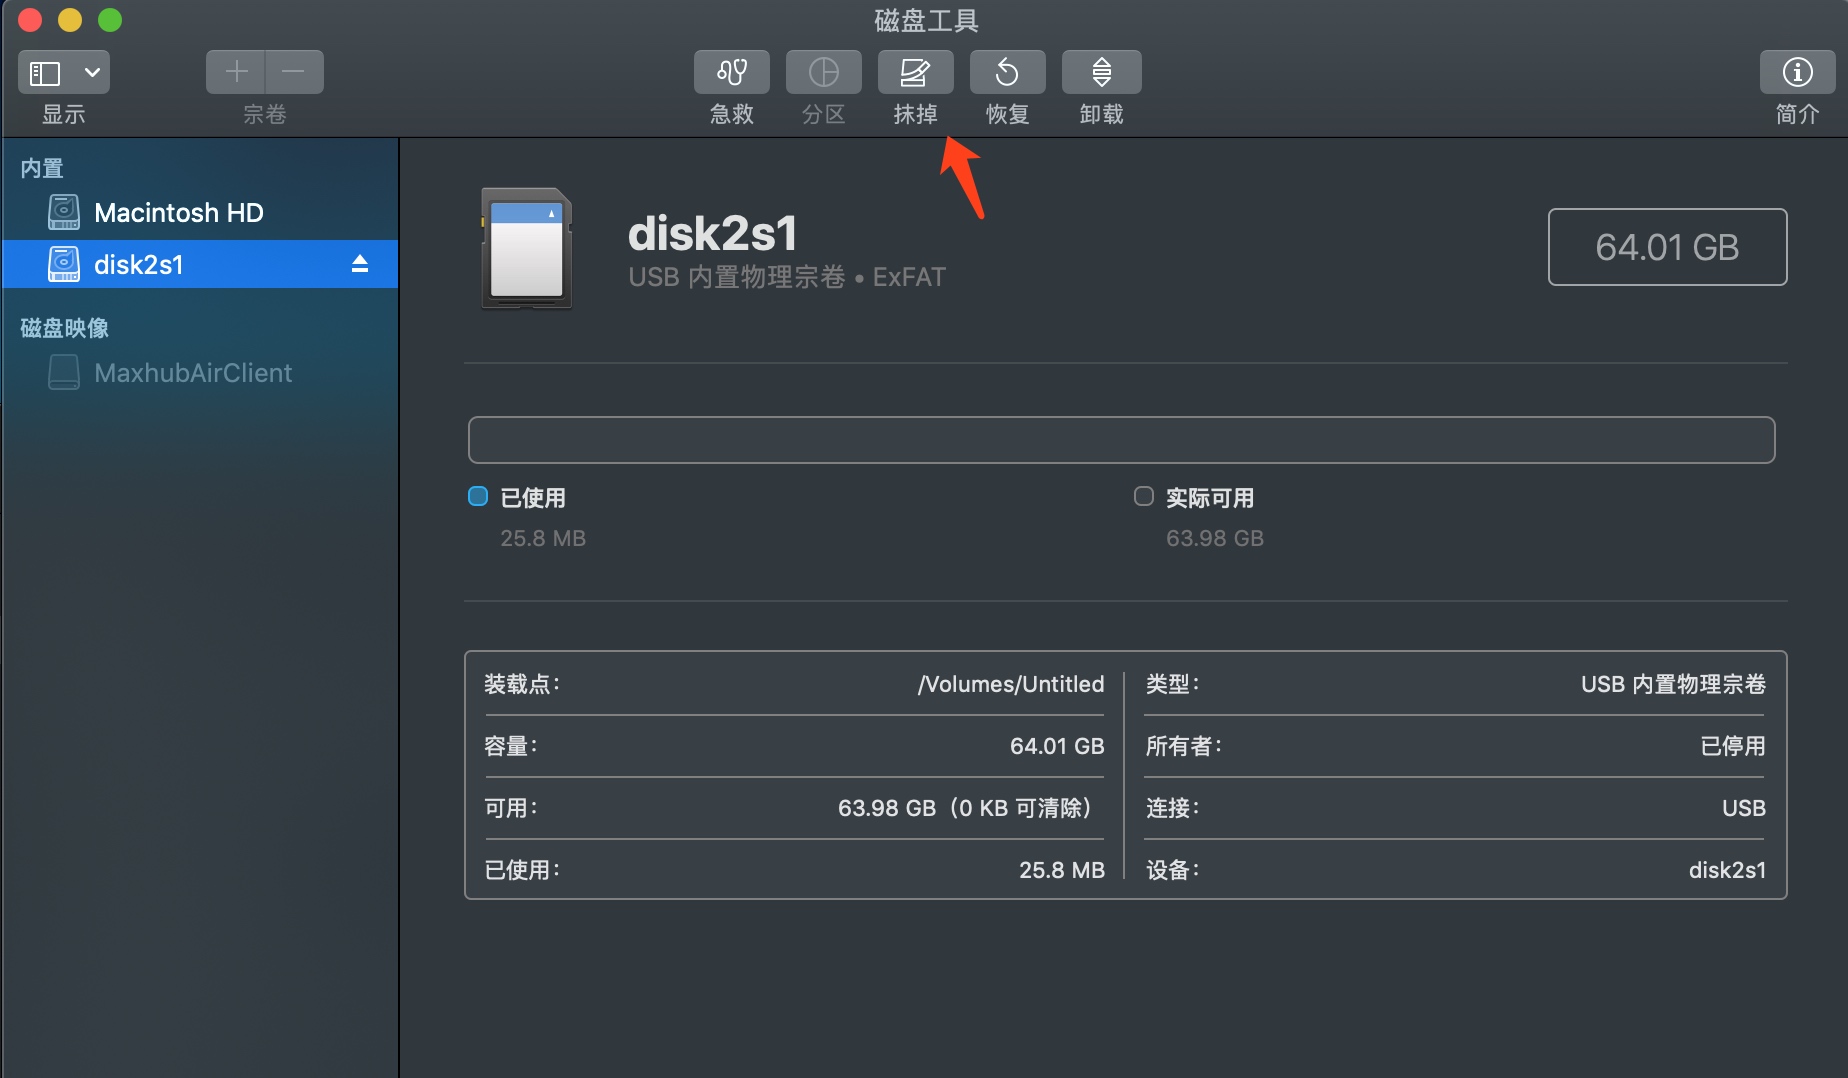 磁盘工具
显示
宗卷
急救
分区
抹掉
恢复
卸载
简介
内置
Macintosh HD
disk2s1
磁盘映像
MaxhubAirClient
disk2s1
USB 内置物理宗卷 • ExFAT
64.01 GB
已使用
25.8 MB
实际可用
63.98 GB
装载点： /Volumes/Untitled
类型： USB 内置物理宗卷
容量： 64.01 GB
所有者： 已停用
可用： 63.98 GB（0 KB 可清除）
连接： USB
已使用： 25.8 MB
设备： disk2s1